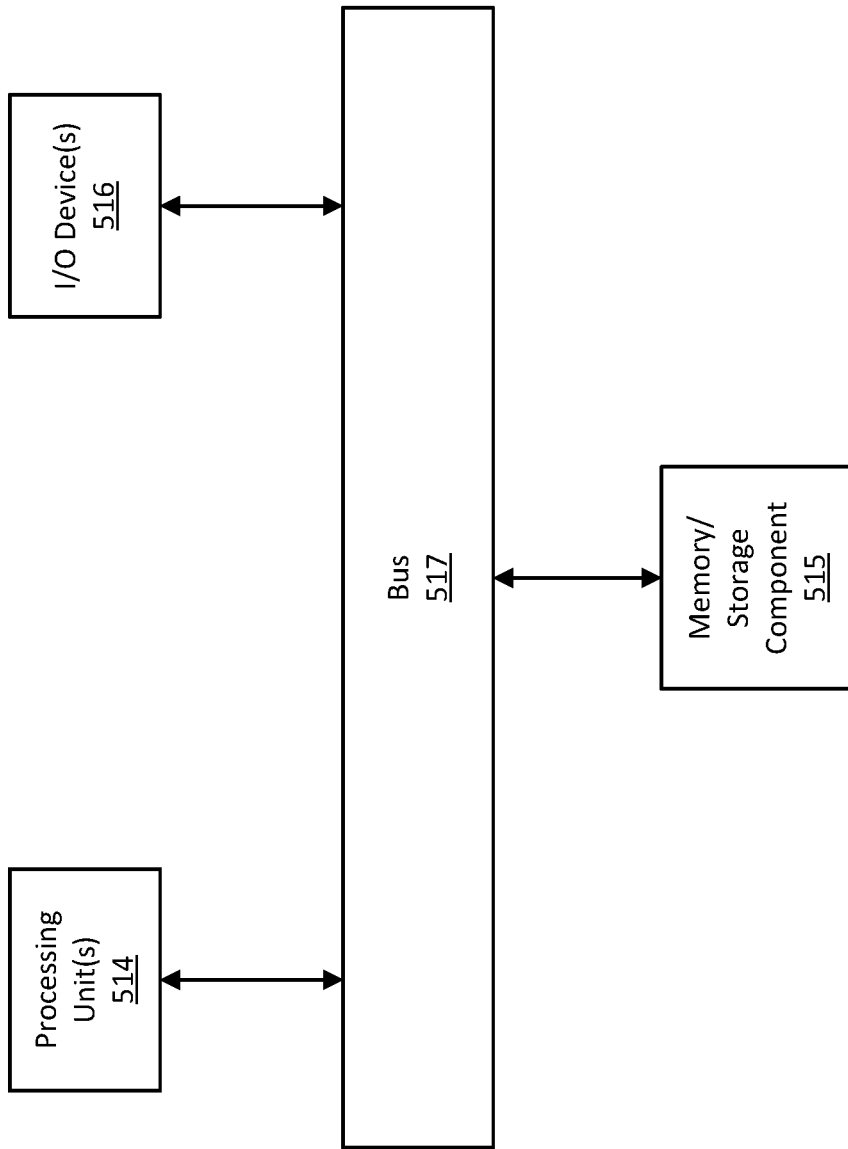 Processing
Unit(s)
514
I/O Device(s)
516
Bus
517
Memory/
Storage
Component
515